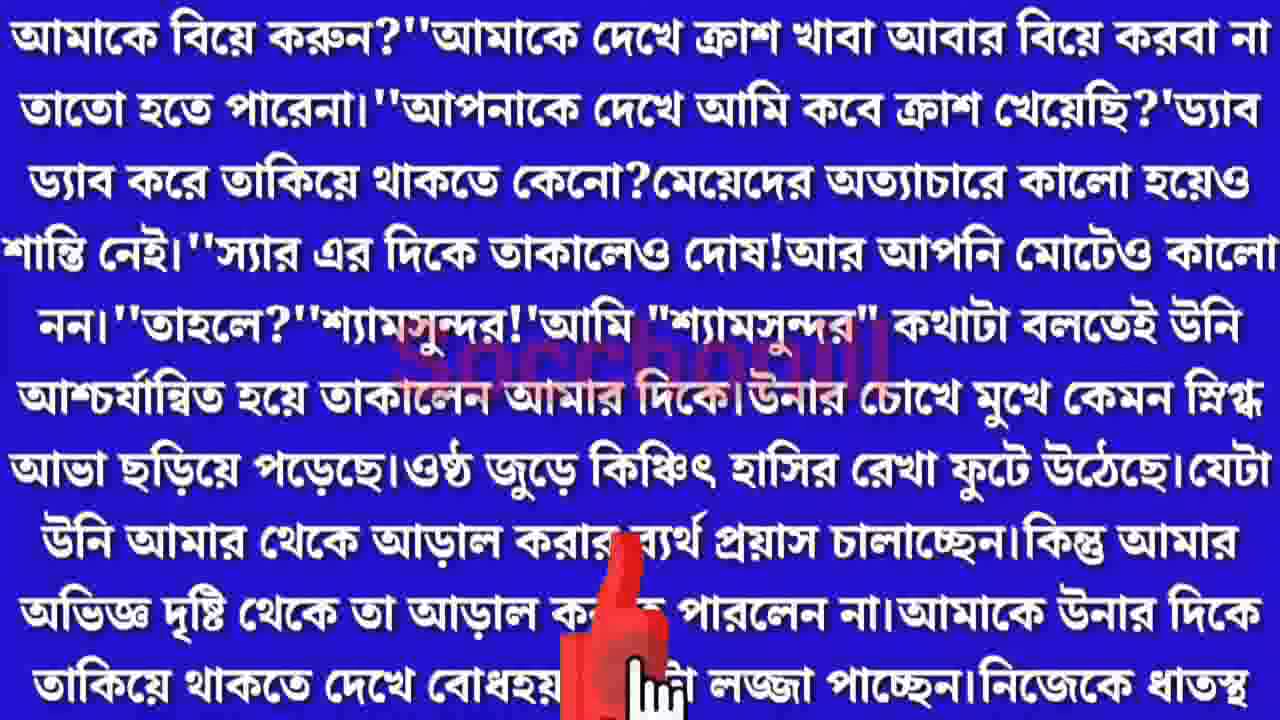 আমাকে বিয়ে করুন?''আমাকে দেখে ক্রাশ খাবা আবার বিয়ে করবা না
তাতো হতে পারেনা।''আপনাকে দেখে আমি কবে ক্রাশ খেয়েছি?'ড্যাব
ড্যাব করে তাকিয়ে থাকতে কেনো?মেয়েদের অত্যাচারে কালো হয়েও
শান্তি নেই।''স্যার এর দিকে তাকালেও দোষ!আর আপনি মোটেও কালো
নন।''তাহলে?''শ্যামসুন্দর!'আমি "শ্যামসুন্দর" কথাটা বলতেই উনি
আশ্চর্যান্বিত হয়ে তাকালেন আমার দিকে।উনার চোখে মুখে কেমন স্নিগ্ধ
আভা ছড়িয়ে পড়েছে।ওষ্ঠ জুড়ে কিঞ্চিৎ হাসির রেখা ফুটে উঠেছে।যেটা
উনি আমার থেকে আড়াল করার ব্যর্থ প্রয়াস চালাচ্ছেন।কিন্তু আমার
অভিজ্ঞ দৃষ্টি থেকে তা আড়াল পারলেন না।আমাকে উনার দিকে
তাকিয়ে থাকতে দেখে বোধহয় লজ্জা পাচ্ছেন।নিজেকে ধাতস্থ